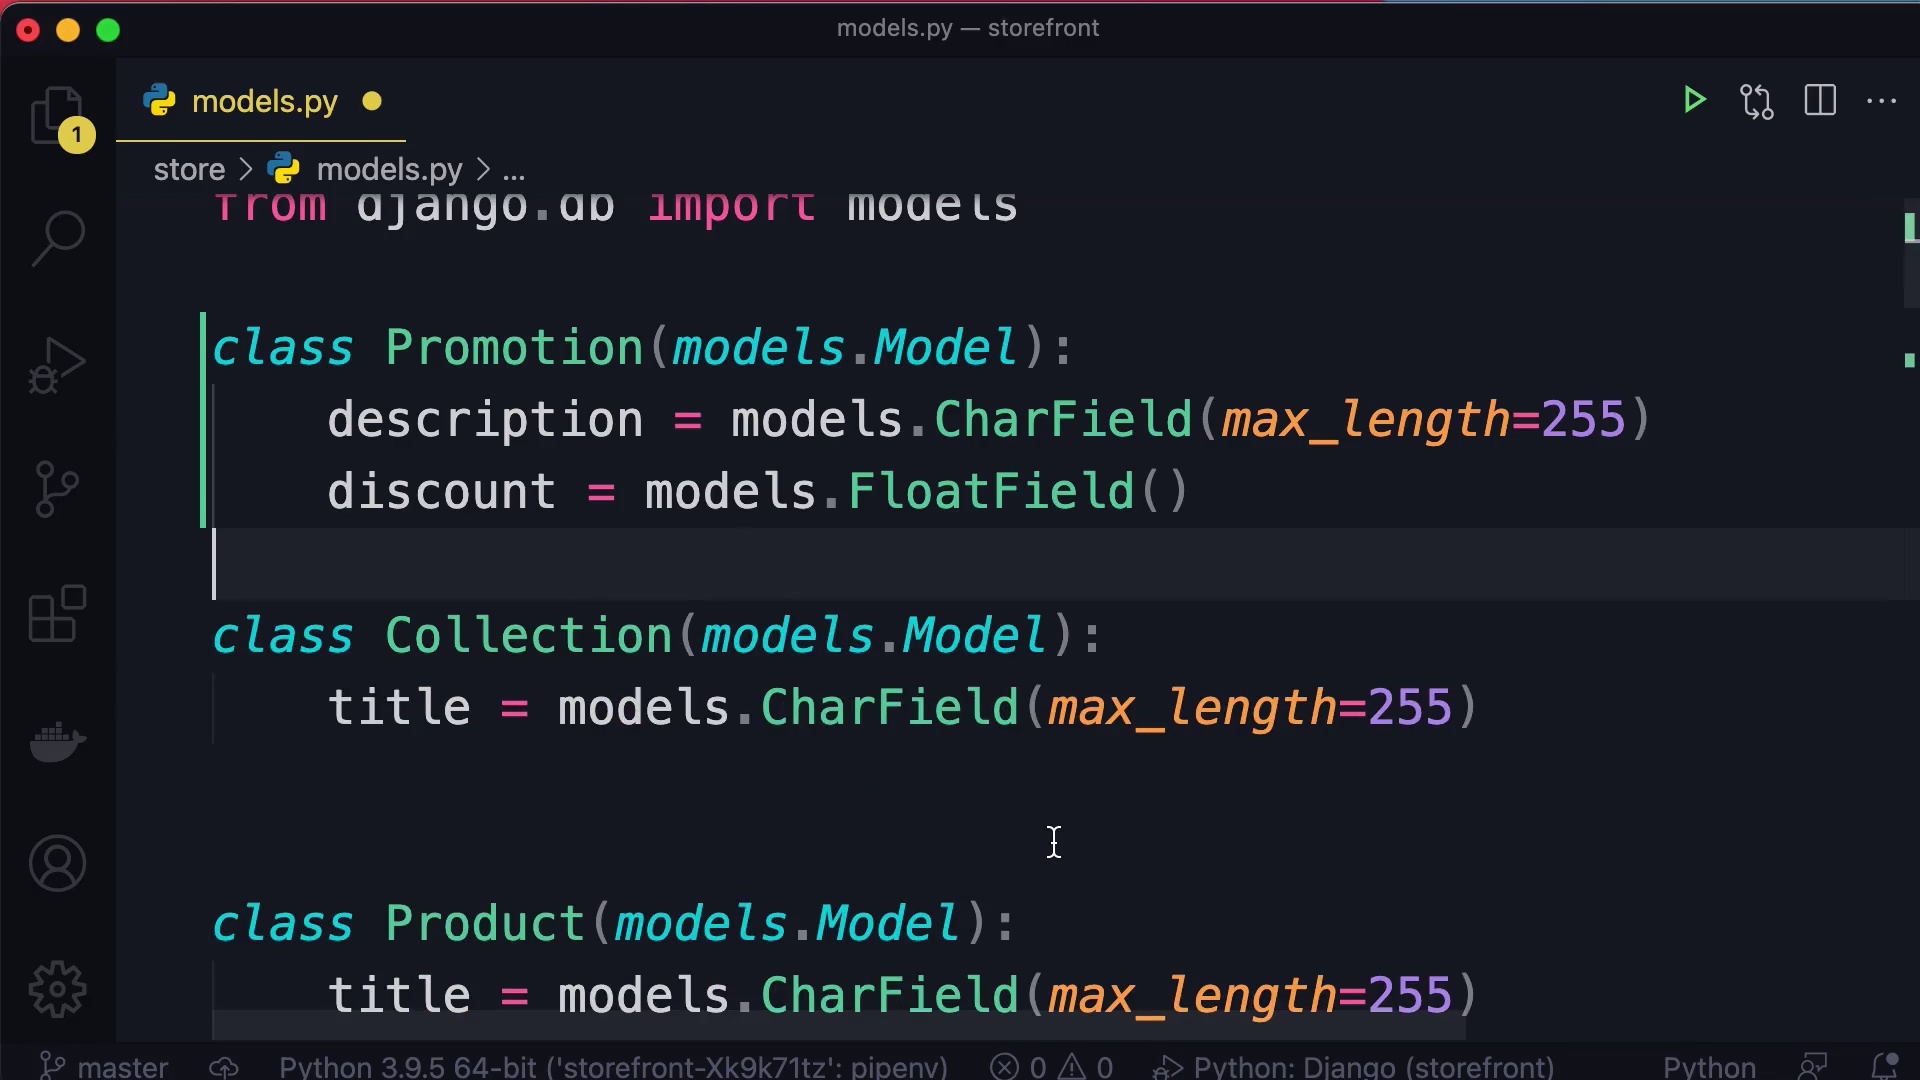 models.py — storefront
models.py
1
store > models.py > ...
from django.db import models
class Promotion(models.Model):
    description = models.CharField(max_length=255)
    discount = models.FloatField()
class Collection(models.Model):
    title = models.CharField(max_length=255)
class Product(models.Model):
    title = models.CharField(max_length=255)
master Python 3.9.5 64-bit ('storefront-Xk9k71tz': pipenv) 0 0 Python: Django (storefront) Python